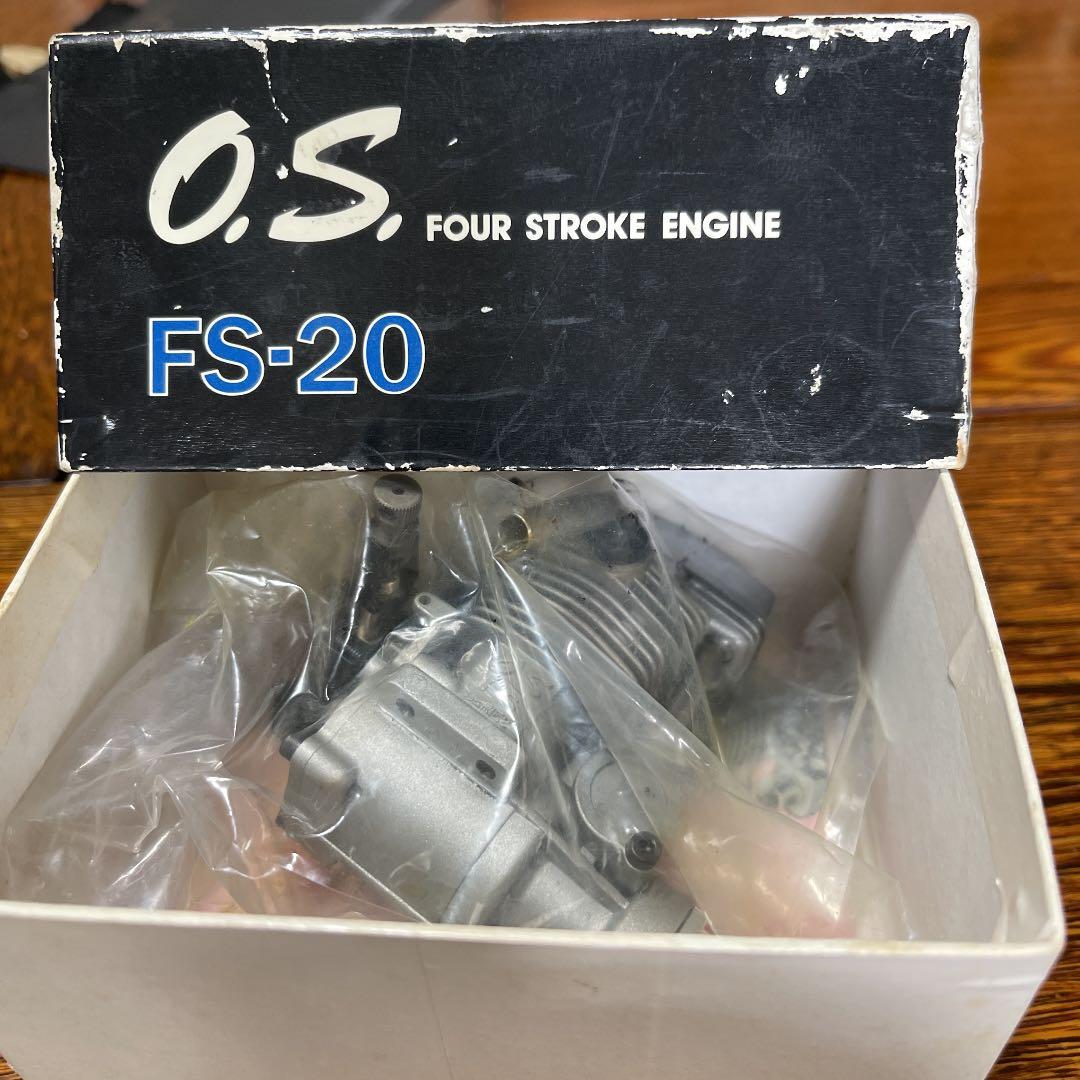 O.S. FOUR STROKE ENGINE
FS-20